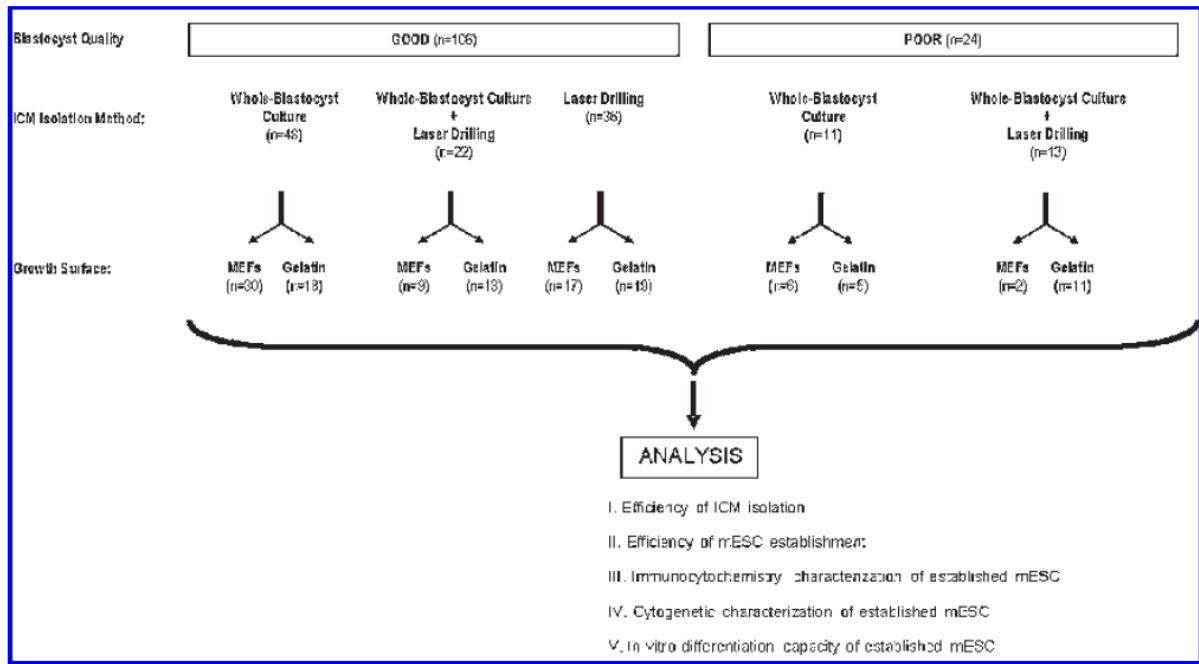 Blastocyst Quality GOOD (n=106) POOR (n=24)
Whole-Blastocyst Whole-Blastocyst Culture Laser Drilling Whole-Blastocyst Whole-Blastocyst Culture
ICM Isolation Method: Culture + (n=36) Culture +
(n=48) Laser Drilling (n=11) Laser Drilling
(n=22) (n=13)
Growth Surface: MEFs Gelatin MEFs Gelatin MEFs Gelatin MEFs Gelatin MEFs Gelatin
(n=30) (n=18) (n=9) (n=13) (n=17) (n=19) (n=6) (n=5) (n=2) (n=11)
ANALYSIS
I. Efficiency of ICM isolation
II. Efficiency of mESC establishment
III. Immunocytochemistry characterization of established mESC
IV. Cytogenetic characterization of established mESC
V. In vitro differentiation capacity of established mESC